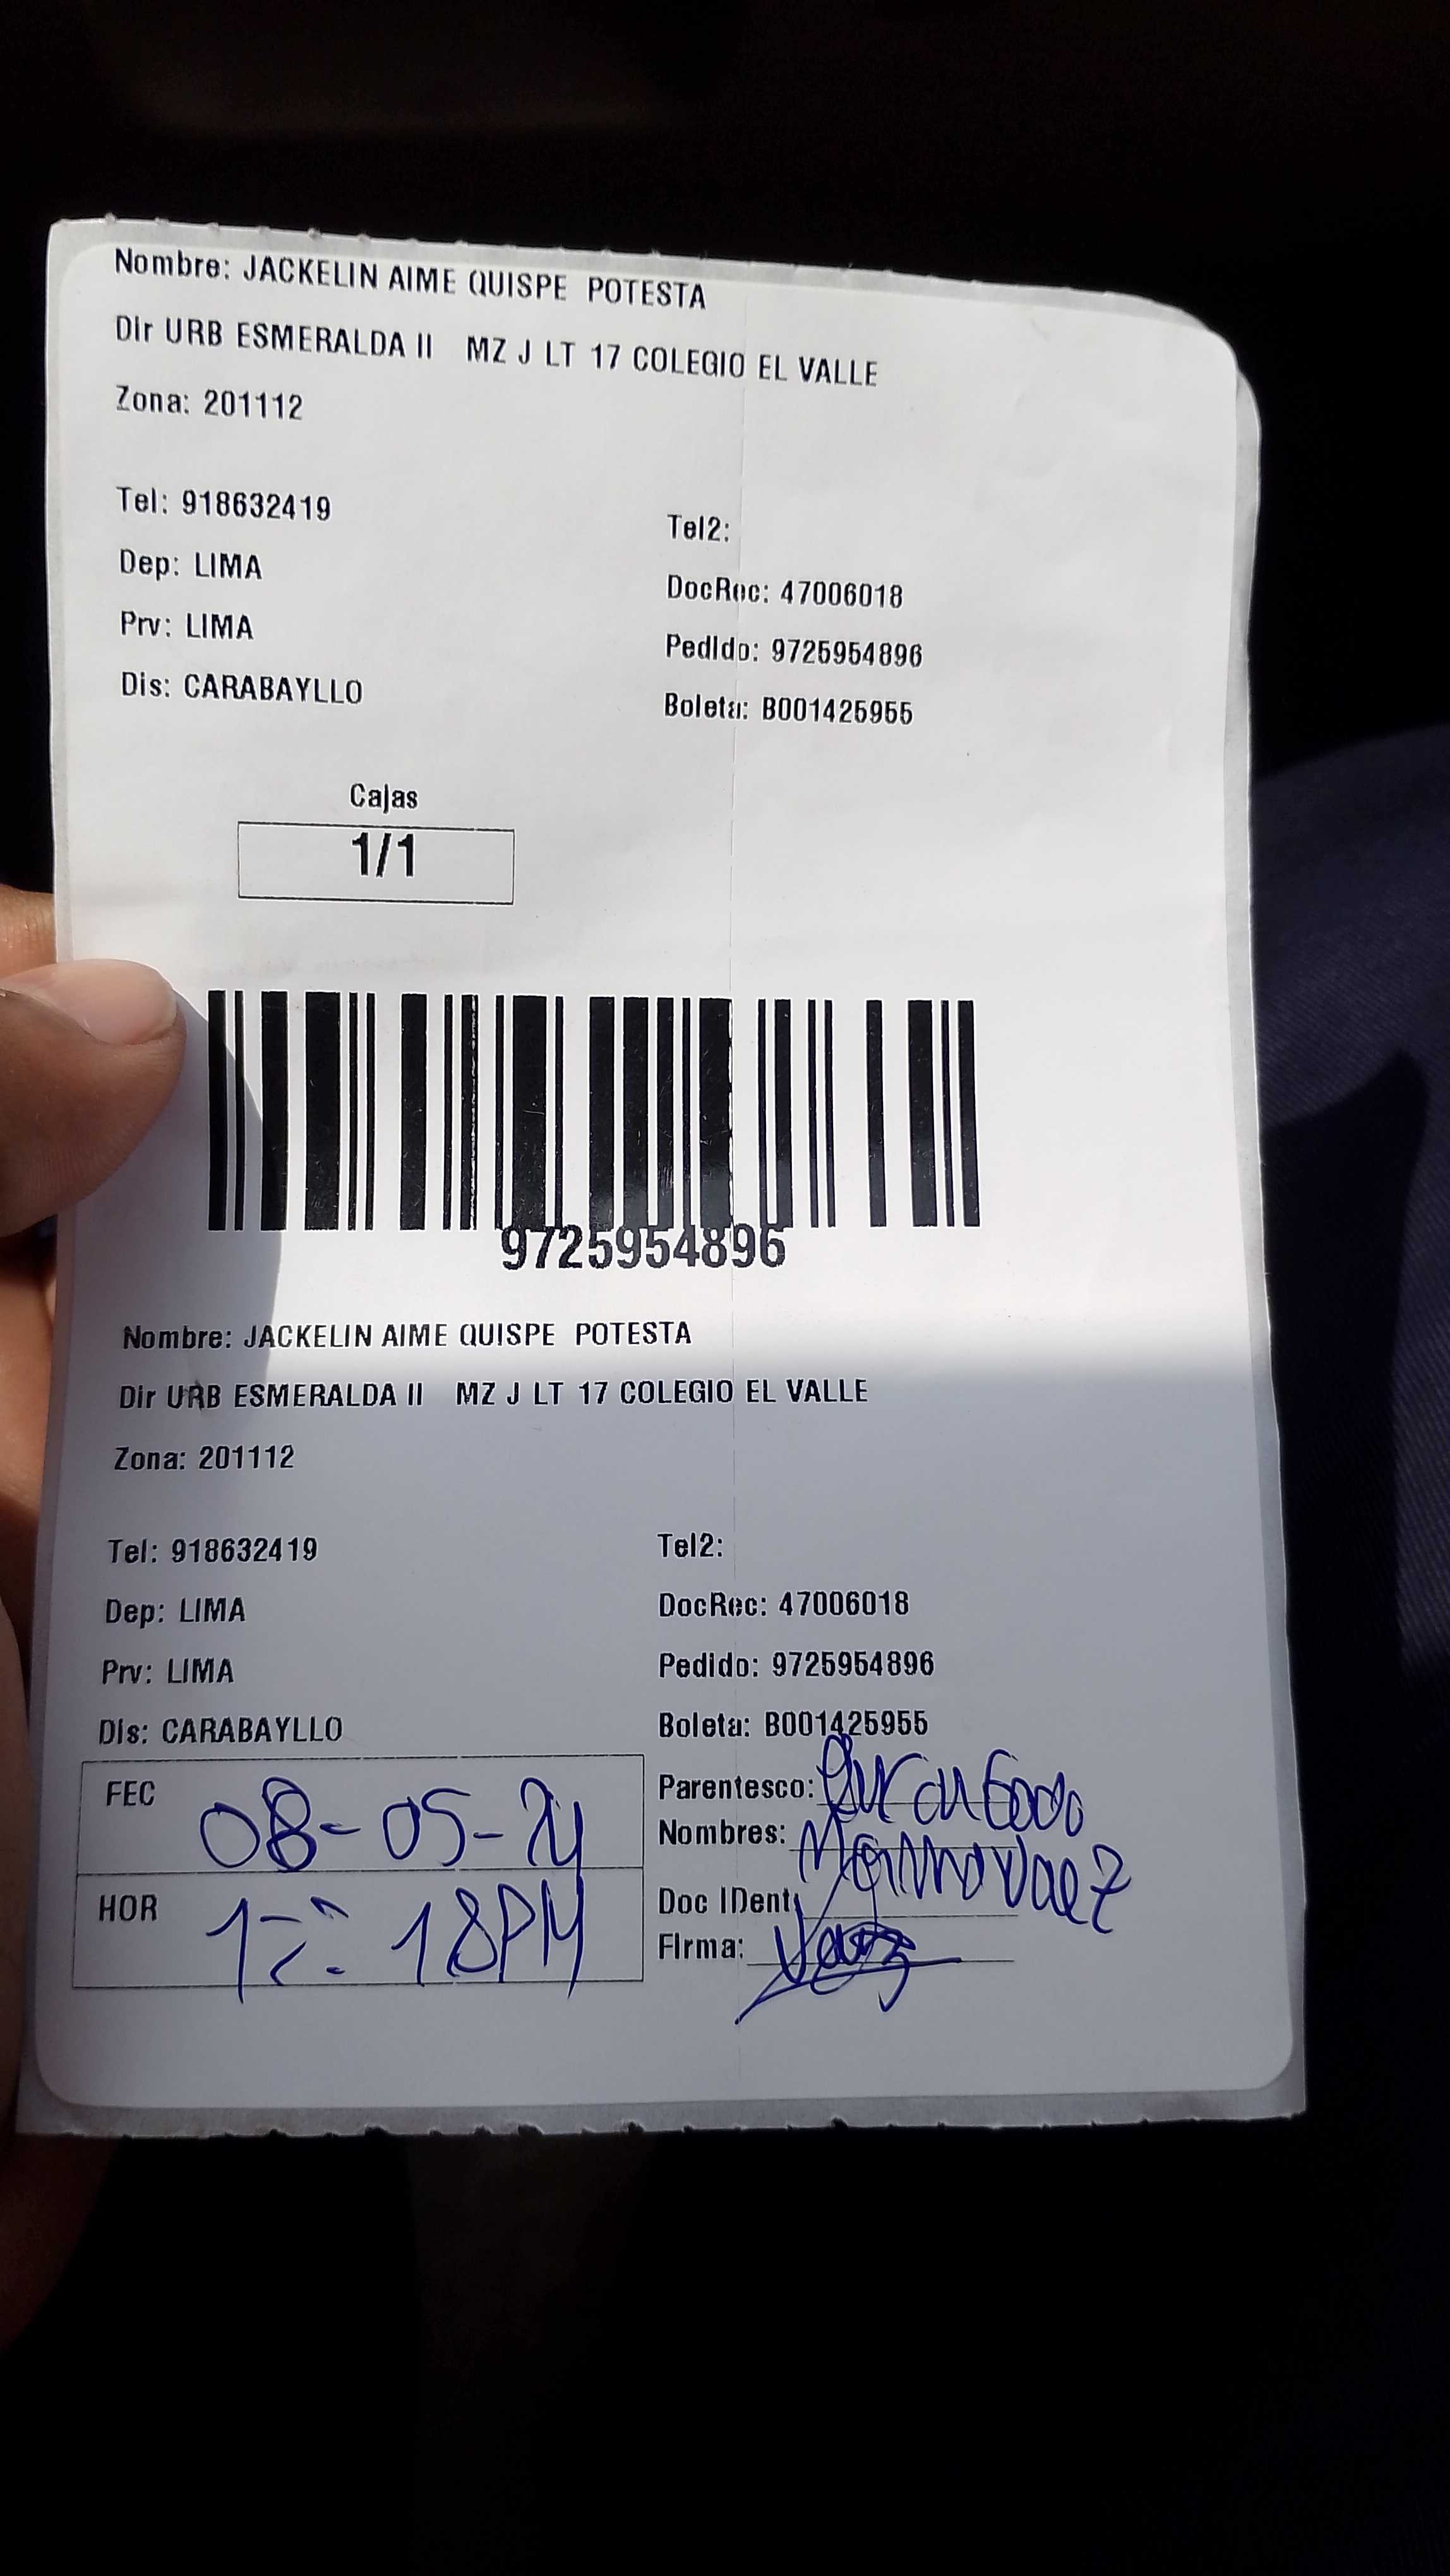 Nombre: JACKELIN AIME QUISPE POTESTA
Dir URB ESMERALDA II MZ J LT 17 COLEGIO EL VALLE
Zona: 201112
Tel: 918632419 Tel2:
Dep: LIMA DocRec: 47006018
Prv: LIMA Pedido: 9725954896
Dis: CARABAYLLO Boleta: B001425955
Cajas
1/1
9725954896
Nombre: JACKELIN AIME QUISPE POTESTA
Dir URB ESMERALDA II MZ J LT 17 COLEGIO EL VALLE
Zona: 201112
Tel: 918632419 Tel2:
Dep: LIMA DocRec: 47006018
Prv: LIMA Pedido: 9725954896
Dis: CARABAYLLO Boleta: B001425955
FEC 08-05-24 Parentesco:
Nombres:
HOR 18PM Doc IDent
Firma: